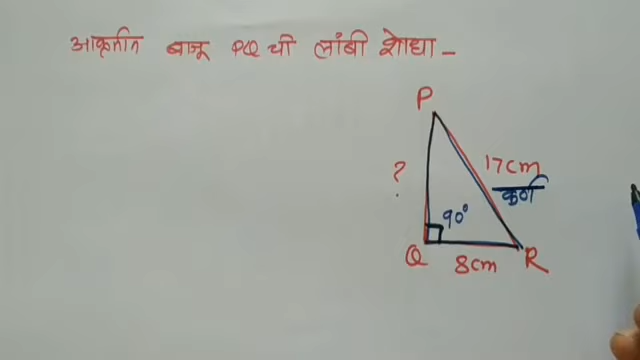 आकृतीत बाजू PQ ची लांबी शोधा -
P
?
17cm
कर्ण
90°
Q
8cm
R